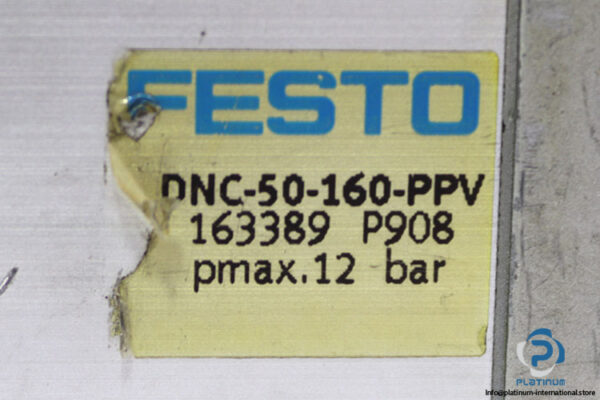 FESTO
DNC-50-160-PPV
163389 P908
pmax.12 bar
PLATINUM
info@platinum-international.store